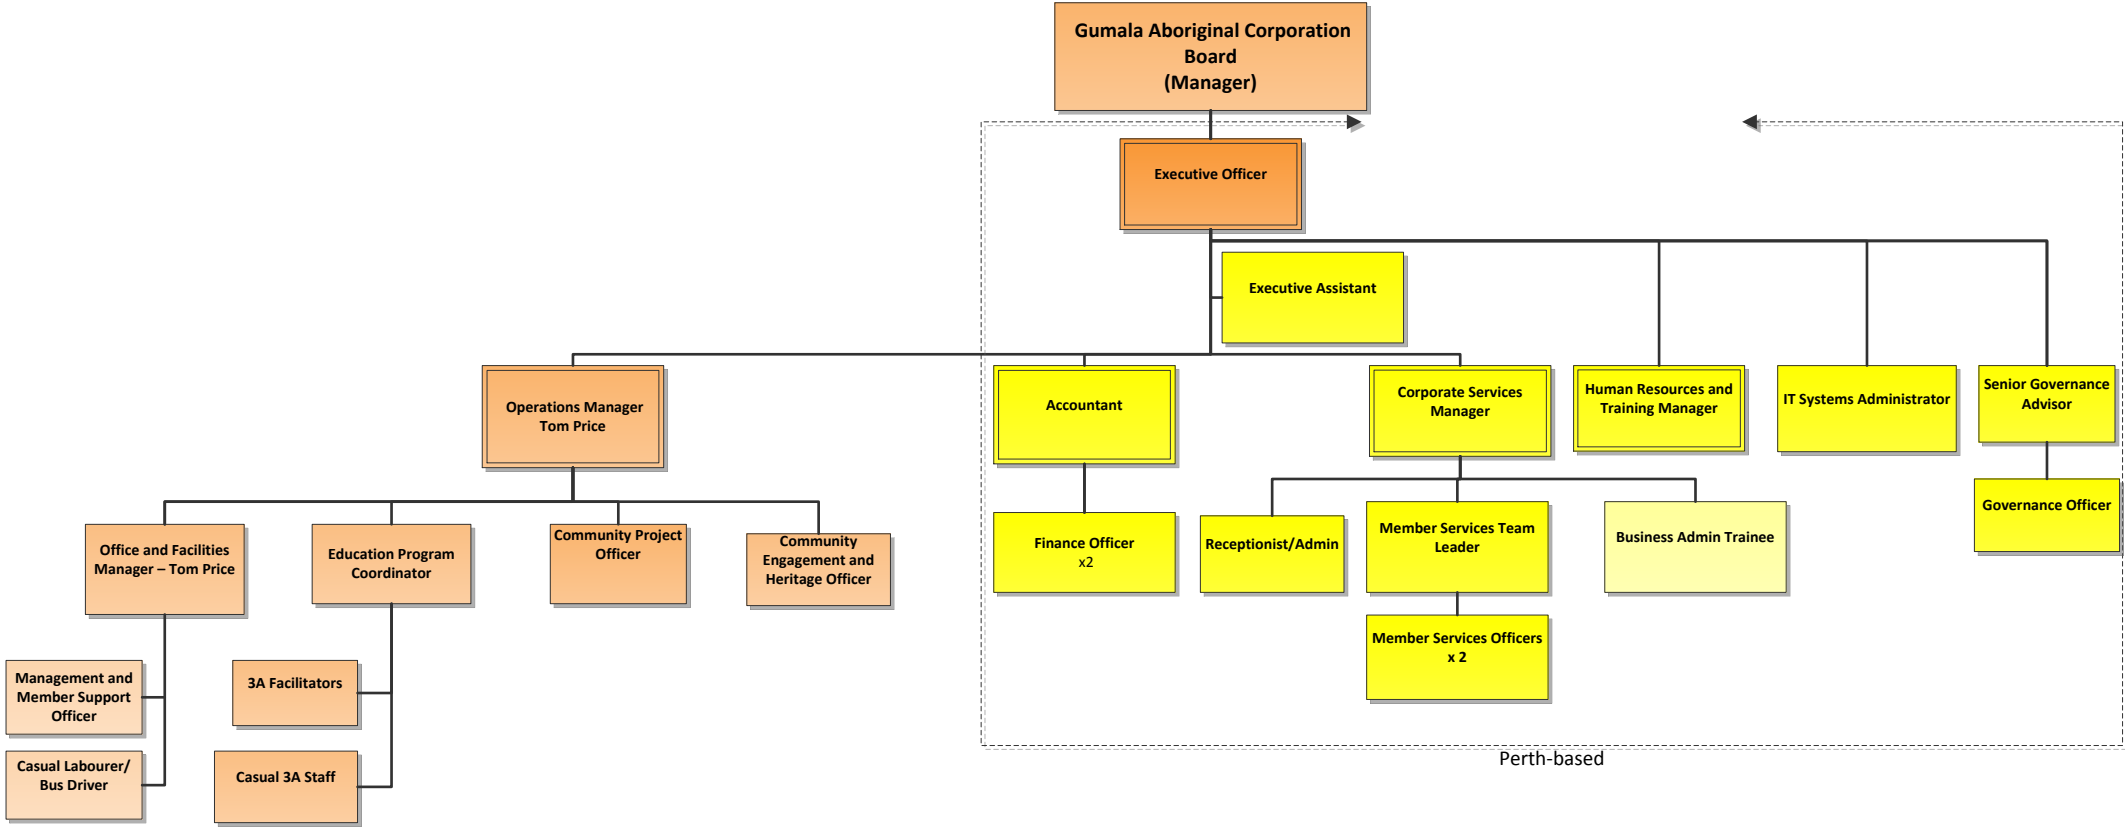 Gumala Aboriginal Corporation
Board
(Manager)
Executive Officer
Executive Assistant
Operations Manager
Tom Price
Accountant
Corporate Services
Manager
Human Resources and
Training Manager
IT Systems Administrator
Senior Governance
Advisor
Office and Facilities
Manager – Tom Price
Education Program
Coordinator
Community Project
Officer
Community
Engagement and
Heritage Officer
Finance Officer
x2
Receptionist/Admin
Member Services Team
Leader
Business Admin Trainee
Governance Officer
Management and
Member Support
Officer
3A Facilitators
Member Services Officers
x 2
Casual Labourer/
Bus Driver
Casual 3A Staff
Perth-based